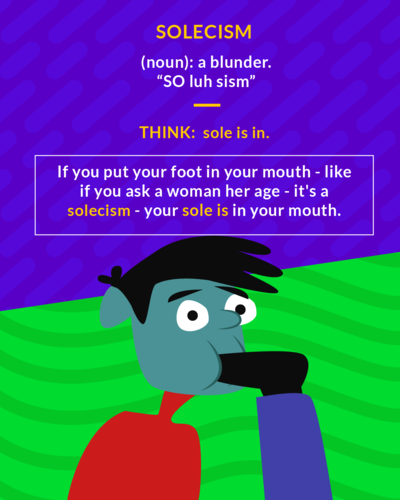 SOLECISM
(noun): a blunder.
“SO luh sism”
THINK: sole is in.
If you put your foot in your mouth - like
if you ask a woman her age - it's a
solecism - your sole is in your mouth.